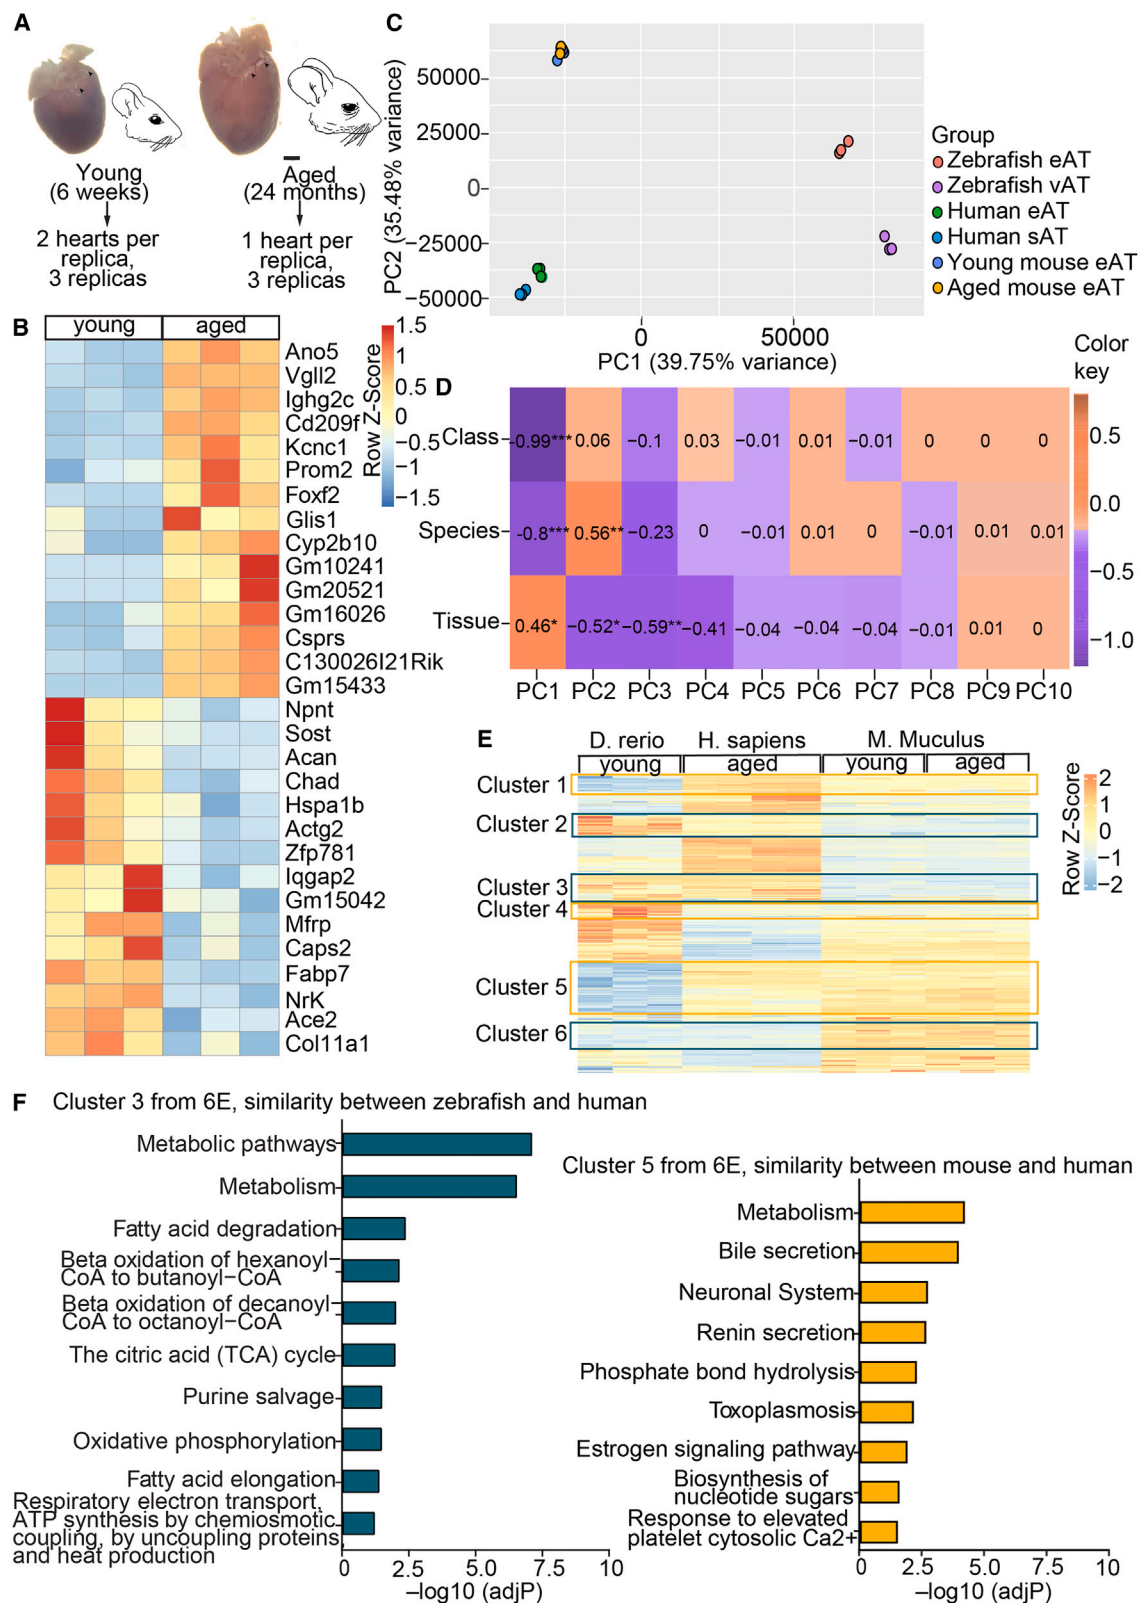 A
Young
(6 weeks)
2 hearts per
replica,
3 replicas
Aged
(24 months)
1 heart per
replica,
3 replicas
B
young
aged
Ano5
Vgll2
Ighg2c
Cd209f
Kcnc1
Prom2
Foxf2
Glis1
Cyp2b10
Gm10241
Gm20521
Gm16026
Csprs
C130026I21Rik
Gm15433
Npnt
Sost
Acan
Chad
Hspa1b
Actg2
Zfp781
Iqgap2
Gm15042
Mfrp
Caps2
Fabp7
NrK
Ace2
Col11a1
Row Z-Score
1.5
1
0.5
0
−0.5
−1
−1.5
C
PC2 (35.48% variance)
50000
25000
0
−25000
−50000
0
50000
PC1 (39.75% variance)
Group
Zebrafish eAT
Zebrafish vAT
Human eAT
Human sAT
Young mouse eAT
Aged mouse eAT
D
Class
-0.99*** 0.06 −0.1 0.03 −0.01 0.01 −0.01 0 0 0
Species
-0.8*** 0.56** −0.23 0 −0.01 0.01 0 −0.01 0.01 0.01
Tissue
0.46* −0.52* −0.59** −0.41 −0.04 −0.04 −0.04 −0.01 0.01 0
PC1 PC2 PC3 PC4 PC5 PC6 PC7 PC8 PC9 PC10
Color
key
0.5
0.0
−0.5
−1.0
E
D. rerio
H. sapiens
M. Muculus
young
aged
young
aged
Cluster 1
Cluster 2
Cluster 3
Cluster 4
Cluster 5
Cluster 6
Row Z-Score
2
1
0
−1
−2
F
Cluster 3 from 6E, similarity between zebrafish and human
Metabolic pathways
Metabolism
Fatty acid degradation
Beta oxidation of hexanoyl−
CoA to butanoyl−CoA
Beta oxidation of decanoyl−
CoA to octanoyl−CoA
The citric acid (TCA) cycle
Purine salvage
Oxidative phosphorylation
Fatty acid elongation
Respiratory electron transport,
ATP synthesis by chemiosmotic
coupling, by uncoupling proteins
and heat production
0 2.5 5.0 7.5 10
−log10 (adjP)
Cluster 5 from 6E, similarity between mouse and human
Metabolism
Bile secretion
Neuronal System
Renin secretion
Phosphate bond hydrolysis
Toxoplasmosis
Estrogen signaling pathway
Biosynthesis of
nucleotide sugars
Response to elevated
platelet cytosolic Ca2+
0 2.5 5.0 7.5 10
−log10 (adjP)